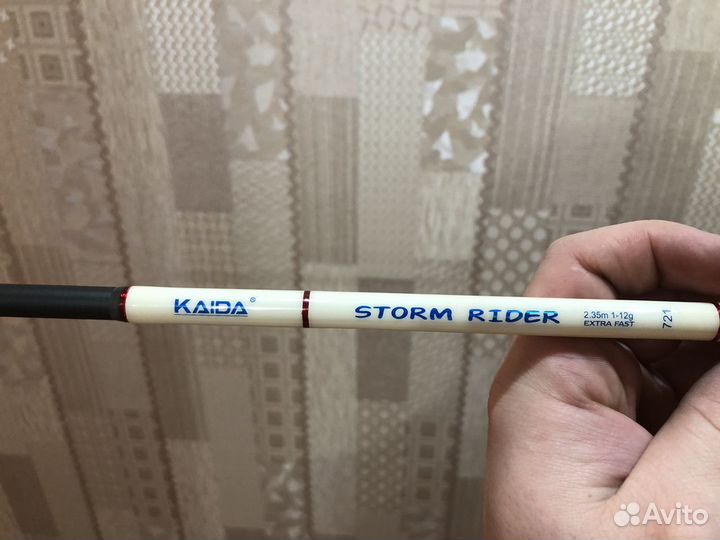 KAIDA ®
STORM RIDER
2.35m 1-12g
EXTRA FAST
721
Avito